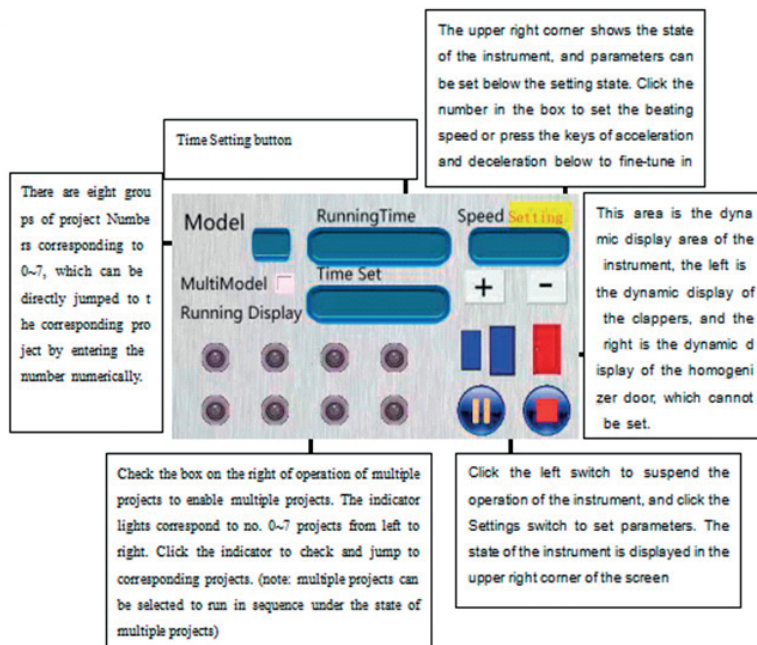 The upper right corner shows the state
of the instrument, and parameters can
be set below the setting state. Click the
number in the box to set the beating
speed or press the keys of acceleration
and deceleration below to fine-tune in
Time Setting button
There are eight grou
ps of project Numbe
rs corresponding to
0~7, which can be
directly jumped to t
he corresponding pro
ject by entering the
number numerically.
Model
RunningTime
Speed
Setting
MultiModel
Time Set
+
-
Running Display
This area is the dyna
mic display area of the
instrument, the left is
the dynamic display of
the clappers, and the
right is the dynamic d
isplay of the homogeni
zer door, which cannot
be set.
Check the box on the right of operation of multiple
projects to enable multiple projects. The indicator
lights correspond to no. 0~7 projects from left to
right. Click the indicator to check and jump to
corresponding projects. (note: multiple projects can
be selected to run in sequence under the state of
multiple projects)
Click the left switch to suspend the
operation of the instrument, and click the
Settings switch to set parameters. The
state of the instrument is displayed in the
upper right corner of the screen